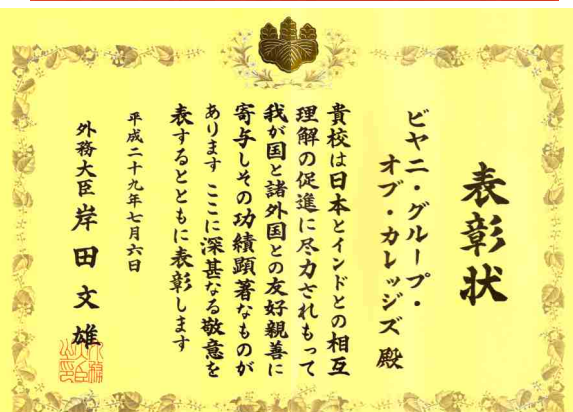 表彰状
ビヤニ・グループ・
オブ・カレッジズ 殿
貴校は日本とインドとの相互
理解の促進に尽力されもって
我が国と諸外国との友好親善に
寄与しその功績顕著なものが
あります ここに深甚なる敬意を
表するとともに表彰します
平成二十九年七月六日
外務大臣 岸田文雄